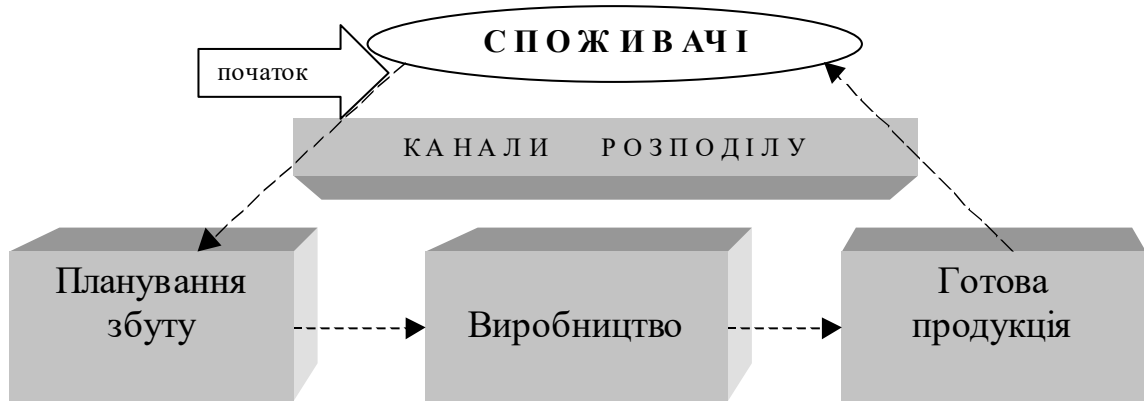 СПОЖИВАЧІ
початок
КАНАЛИ РОЗПОДІЛУ
Планування
збуту
Виробництво
Готова
продукція